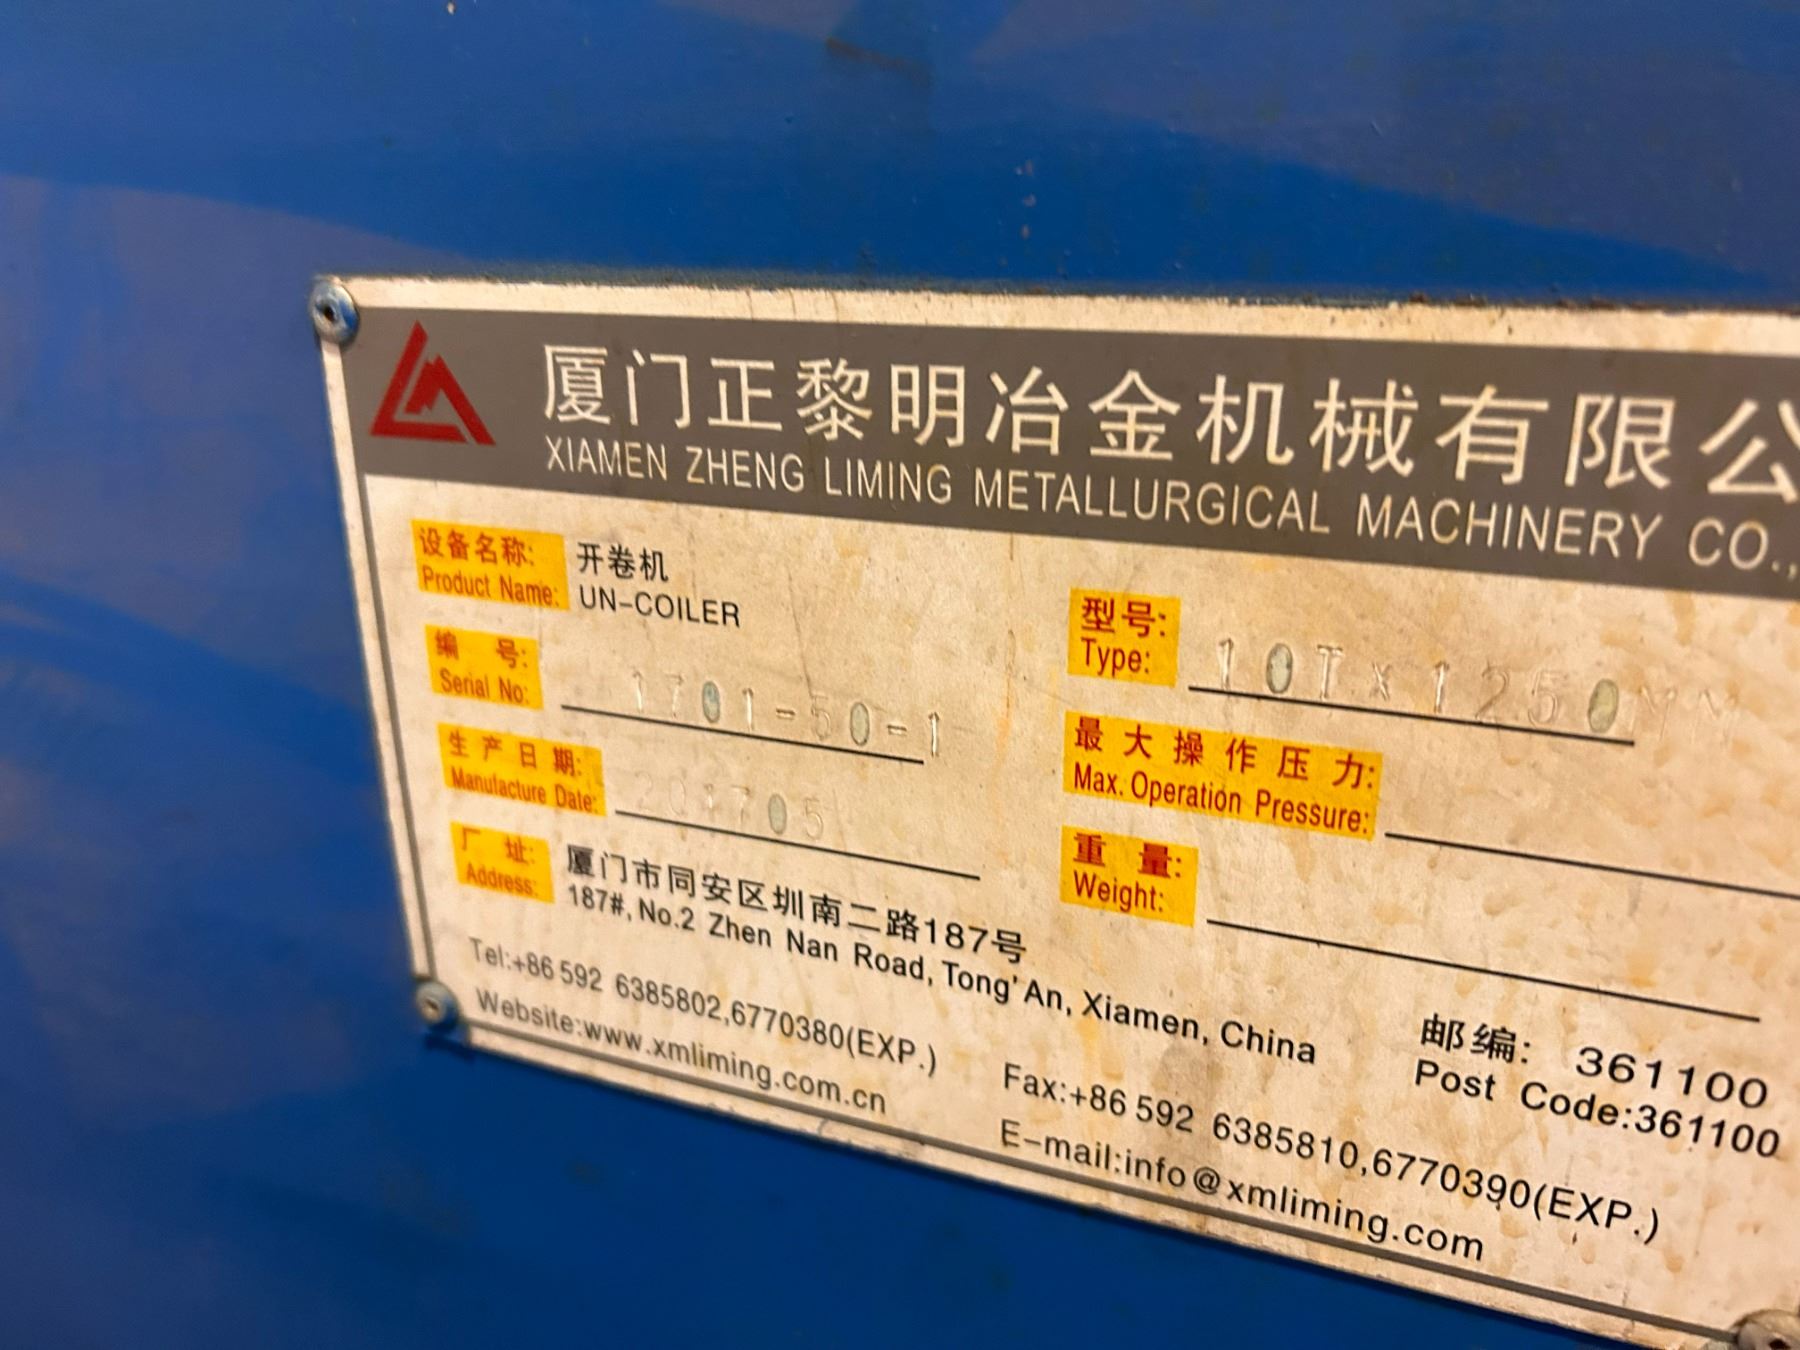 厦门正黎明冶金机械有限公
XIAMEN ZHENG LIMING METALLURGICAL MACHINERY CO.,
设备名称: 开卷机
Product Name: UN-COILER
型号:
Type: 10T×1250MM
编 号:
Serial No: 1701-50-1
最大操作压力:
Max. Operation Pressure:
生产日期:
Manufacture Date: 201705
重 量:
Weight:
厂 址: 厦门市同安区圳南二路187号
Address: 187#, No.2 Zhen Nan Road, Tong'An, Xiamen, China
邮编: 361100
Post Code:361100
Tel:+86 592 6385802,6770380(EXP.)
Fax:+86 592 6385810,6770390(EXP.)
Website:www.xmliming.com.cn
E-mail:info@xmliming.com